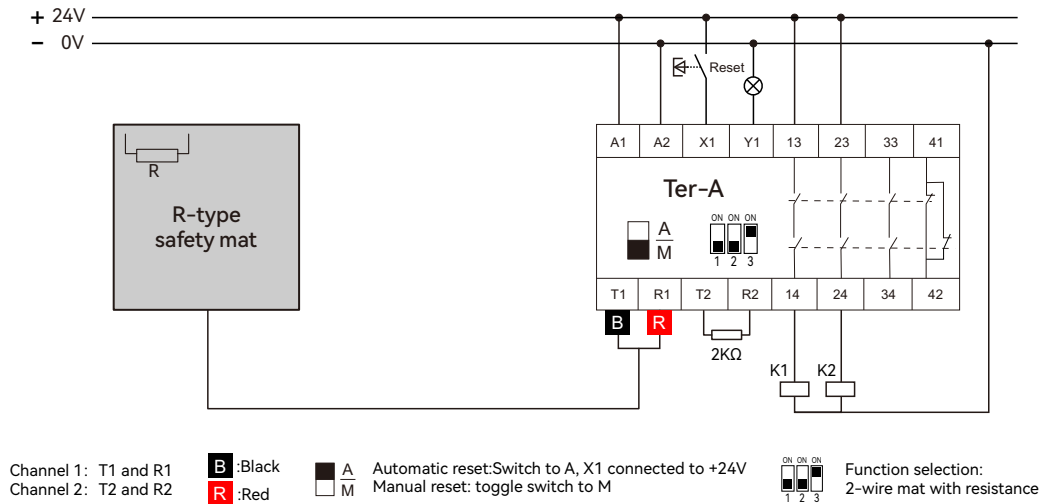 + 24V
− 0V
Reset
R
R-type
safety mat
A1 A2 X1 Y1 13 23 33 41
Ter-A
A
M
ON ON ON
1 2 3
T1 R1 T2 R2 14 24 34 42
B R
2KΩ
K1 K2
Channel 1: T1 and R1
Channel 2: T2 and R2
B :Black
R :Red
A
M
Automatic reset:Switch to A, X1 connected to +24V
Manual reset: toggle switch to M
ON ON ON
1 2 3
Function selection:
2-wire mat with resistance